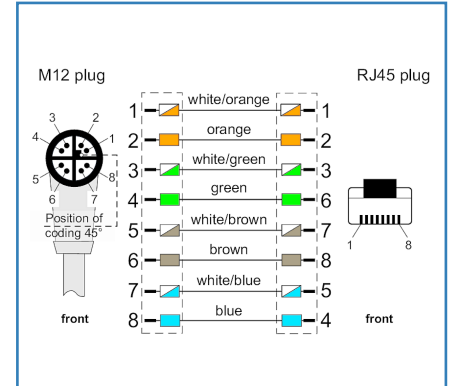 M12 plug
RJ45 plug
3 2
4 1
5 8
6 7
Position of
coding 45°
front
1 white/orange 1
2 orange 2
3 white/green 3
4 green 6
5 white/brown 7
6 brown 8
7 white/blue 5
8 blue 4
1 8
front